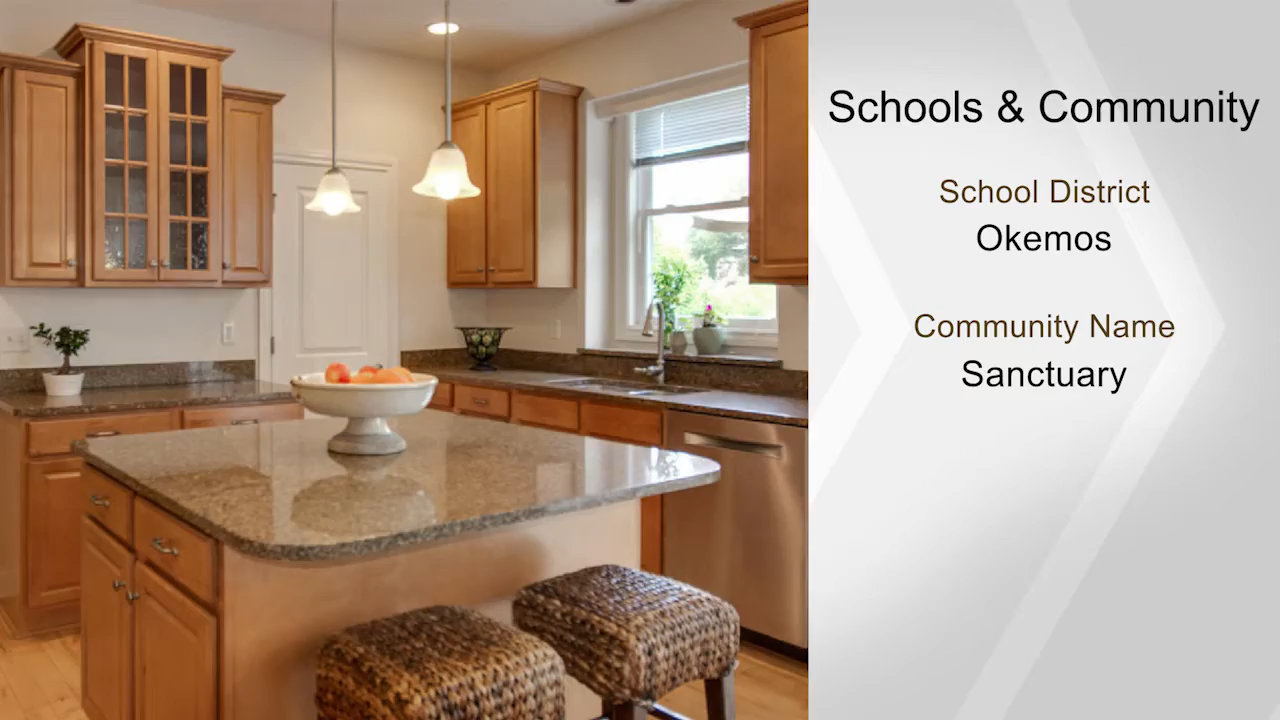 Schools & Community
School District
Okemos
Community Name
Sanctuary